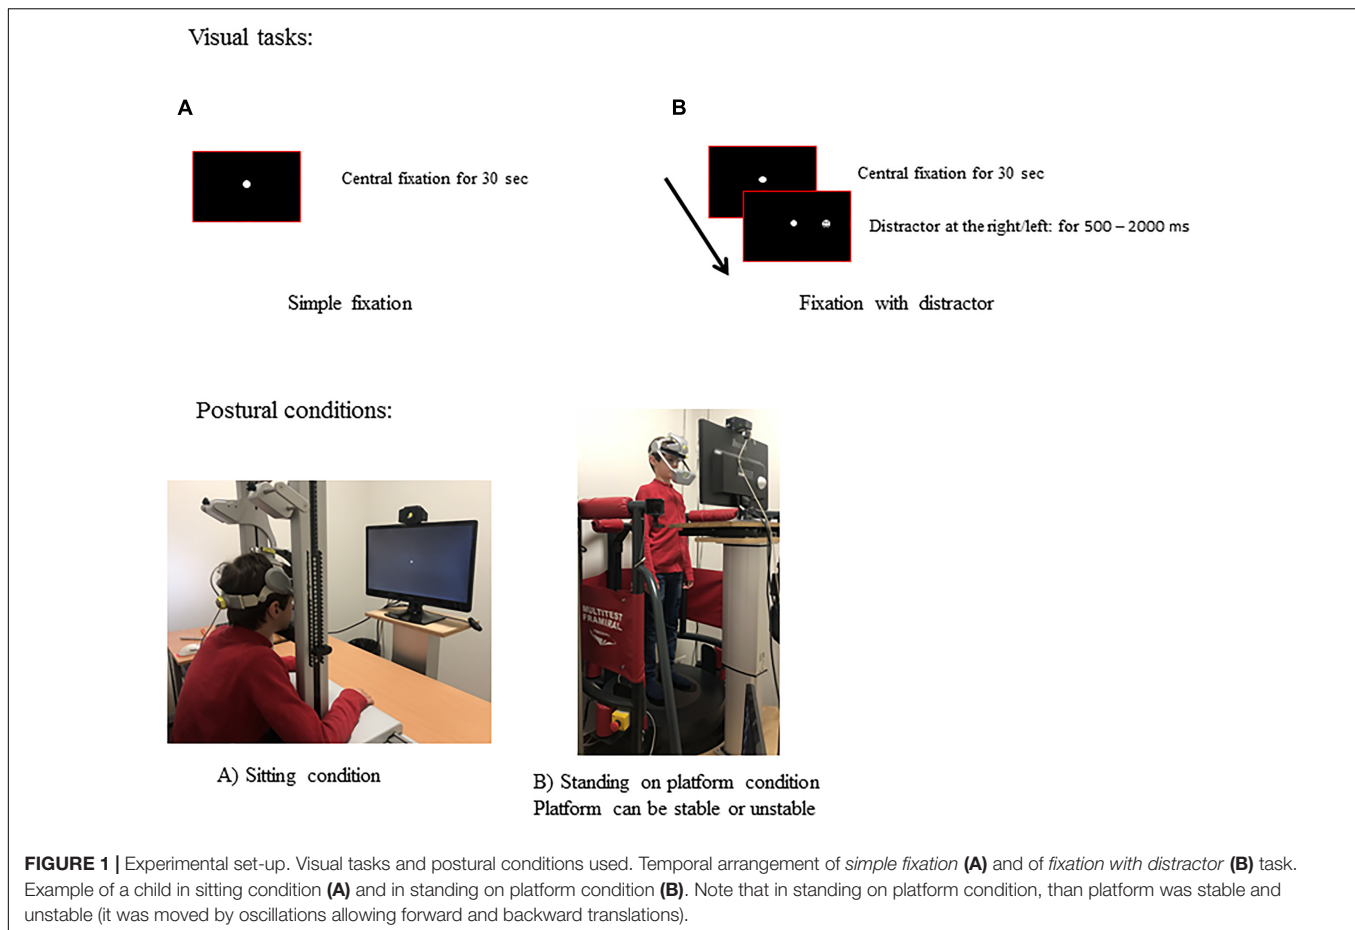 Visual tasks:
A
B
Central fixation for 30 sec
Central fixation for 30 sec
Distractor at the right/left: for 500 – 2000 ms
Simple fixation
Fixation with distractor
Postural conditions:
MULTITEST
FRAMIRAL
A) Sitting condition
B) Standing on platform condition
Platform can be stable or unstable
FIGURE 1 | Experimental set-up. Visual tasks and postural conditions used. Temporal arrangement of simple fixation (A) and of fixation with distractor (B) task.
Example of a child in sitting condition (A) and in standing on platform condition (B). Note that in standing on platform condition, than platform was stable and
unstable (it was moved by oscillations allowing forward and backward translations).